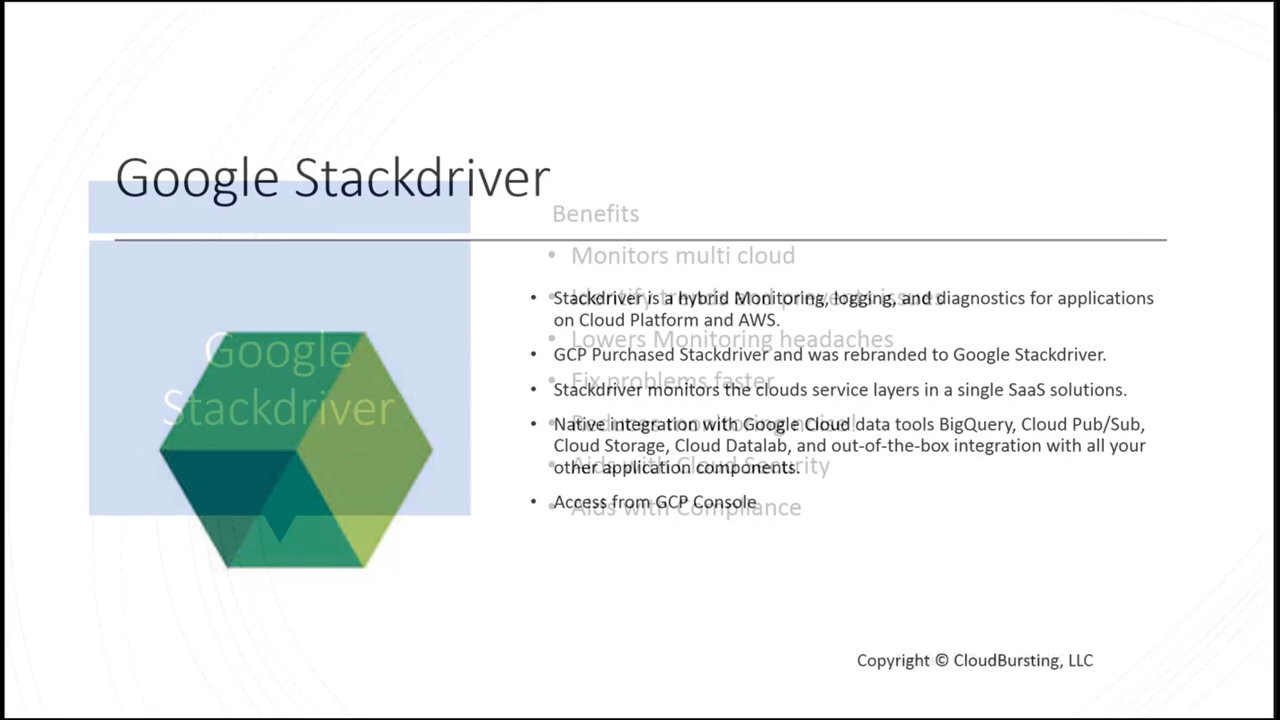 Google Stackdriver
Benefits
• Monitors multi cloud
• Stackdriver is a hybrid Monitoring, logging, and diagnostics for applications
on Cloud Platform and AWS.
• Lowers Monitoring headaches
• GCP Purchased Stackdriver and was rebranded to Google Stackdriver.
• Fix problems faster
• Stackdriver monitors the clouds service layers in a single SaaS solutions.
• Native integration with Google Cloud data tools BigQuery, Cloud Pub/Sub,
Cloud Storage, Cloud Datalab, and out-of-the-box integration with all your
other application components.
• Aids with Cloud Security
• Access from GCP Console
• Aids with Compliance
Google
Stackdriver
Copyright © CloudBursting, LLC